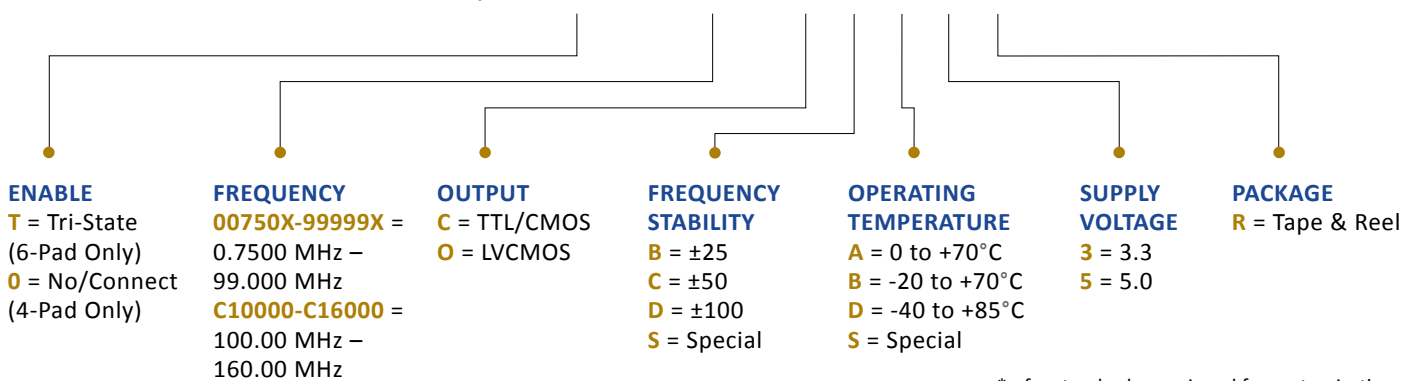 ENABLE
T = Tri-State
(6-Pad Only)
0 = No/Connect
(4-Pad Only)
FREQUENCY
00750X-99999X =
0.7500 MHz –
99.000 MHz
C10000-C16000 =
100.00 MHz –
160.00 MHz
OUTPUT
C = TTL/CMOS
O = LVCMOS
FREQUENCY
STABILITY
B = ±25
C = ±50
D = ±100
S = Special
OPERATING
TEMPERATURE
A = 0 to +70°C
B = -20 to +70°C
D = -40 to +85°C
S = Special
SUPPLY
VOLTAGE
3 = 3.3
5 = 5.0
PACKAGE
R = Tape & Reel